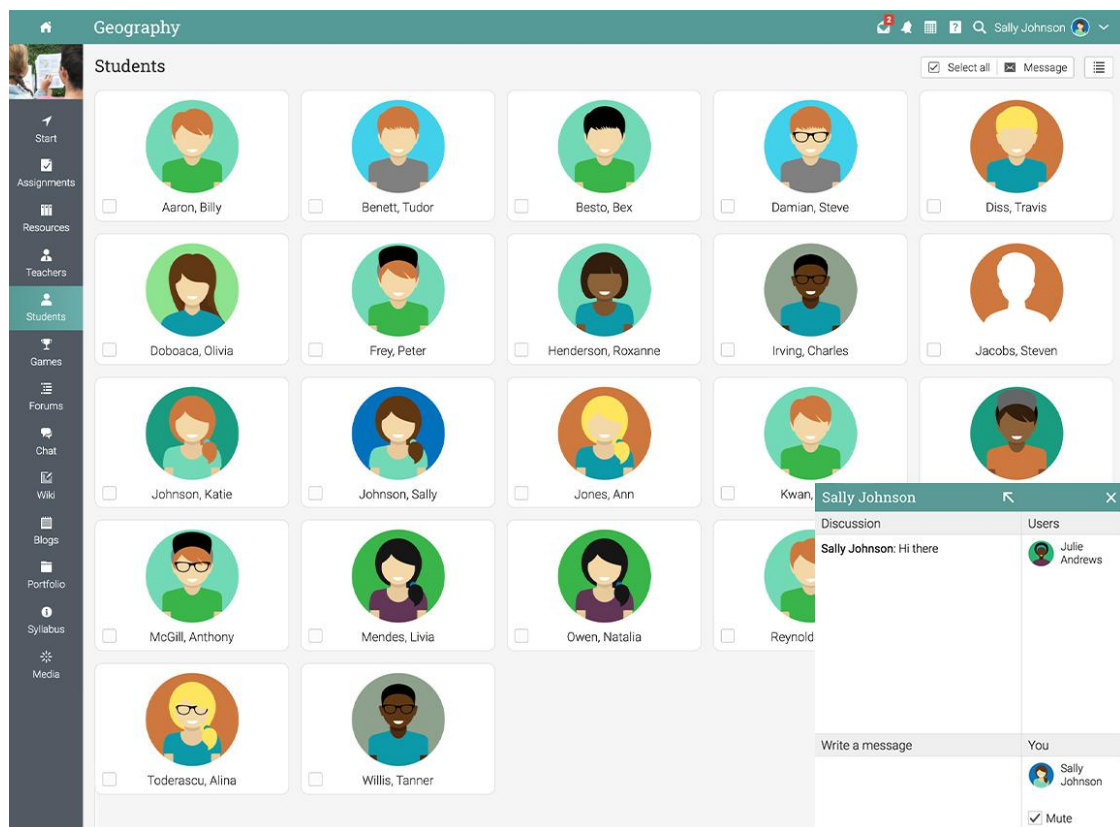 Geography
2
Sally Johnson
Students
Select all
Message
Start
Assignments
Resources
Teachers
Students
Games
Forums
Chat
Wiki
Blogs
Portfolio
Syllabus
Media
Aaron, Billy
Benett, Tudor
Besto, Bex
Damian, Steve
Diss, Travis
Doboaca, Olivia
Frey, Peter
Henderson, Roxanne
Irving, Charles
Jacobs, Steven
Johnson, Katie
Johnson, Sally
Jones, Ann
Kwan,
McGill, Anthony
Mendes, Livia
Owen, Natalia
Reynold
Toderascu, Alina
Willis, Tanner
Sally Johnson
Discussion
Users
Sally Johnson: Hi there
Julie
Andrews
Write a message
You
Sally
Johnson
Mute